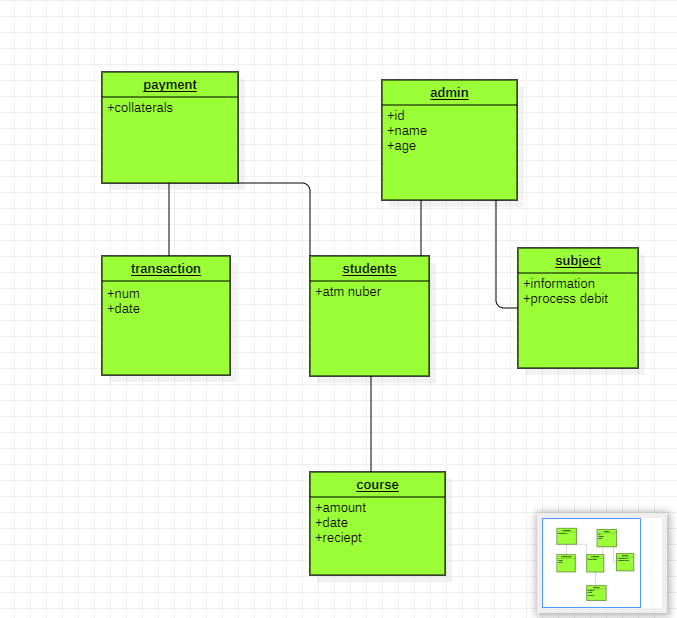 payment
+collaterals
admin
+id
+name
+age
transaction
+num
+date
students
+atm nuber
subject
+information
+process debit
course
+amount
+date
+reciept